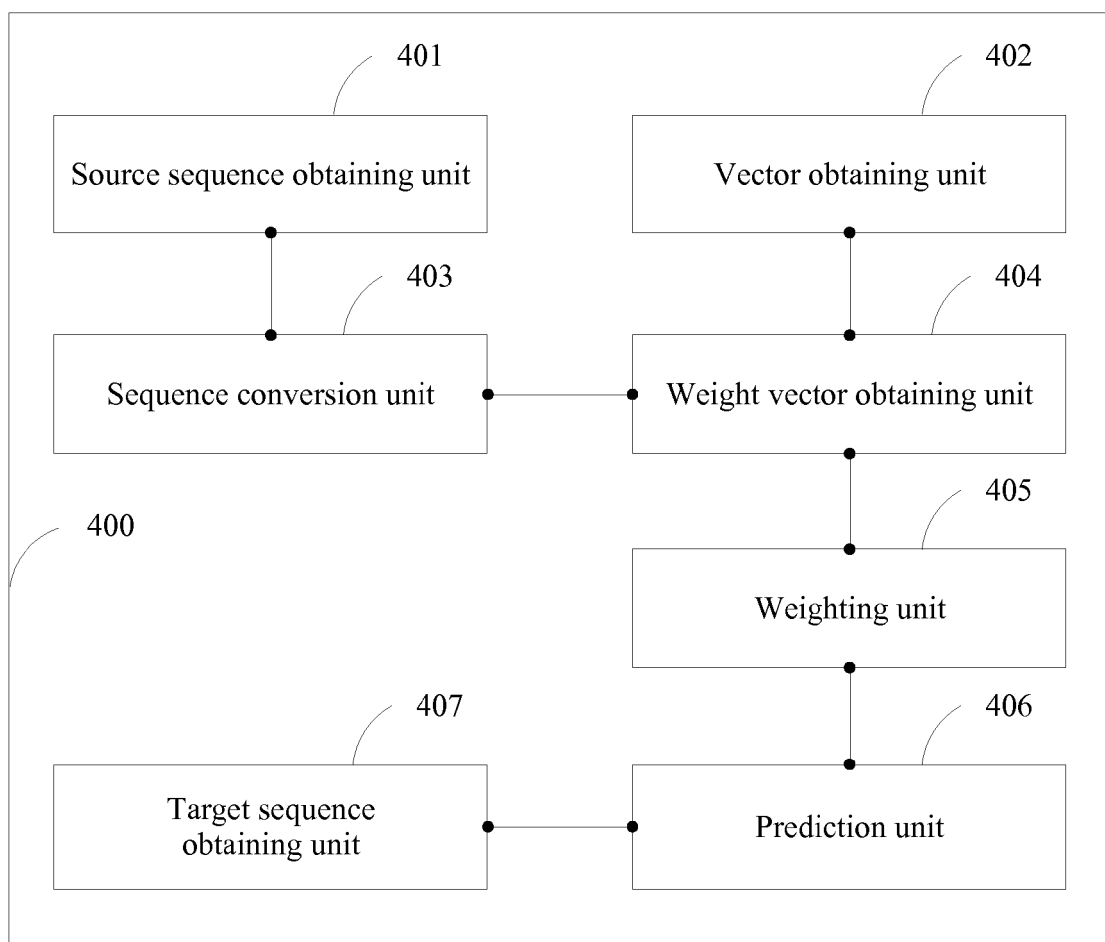 401
402
Source sequence obtaining unit
Vector obtaining unit
403
404
Sequence conversion unit
Weight vector obtaining unit
405
400
Weighting unit
407
406
Target sequence
obtaining unit
Prediction unit